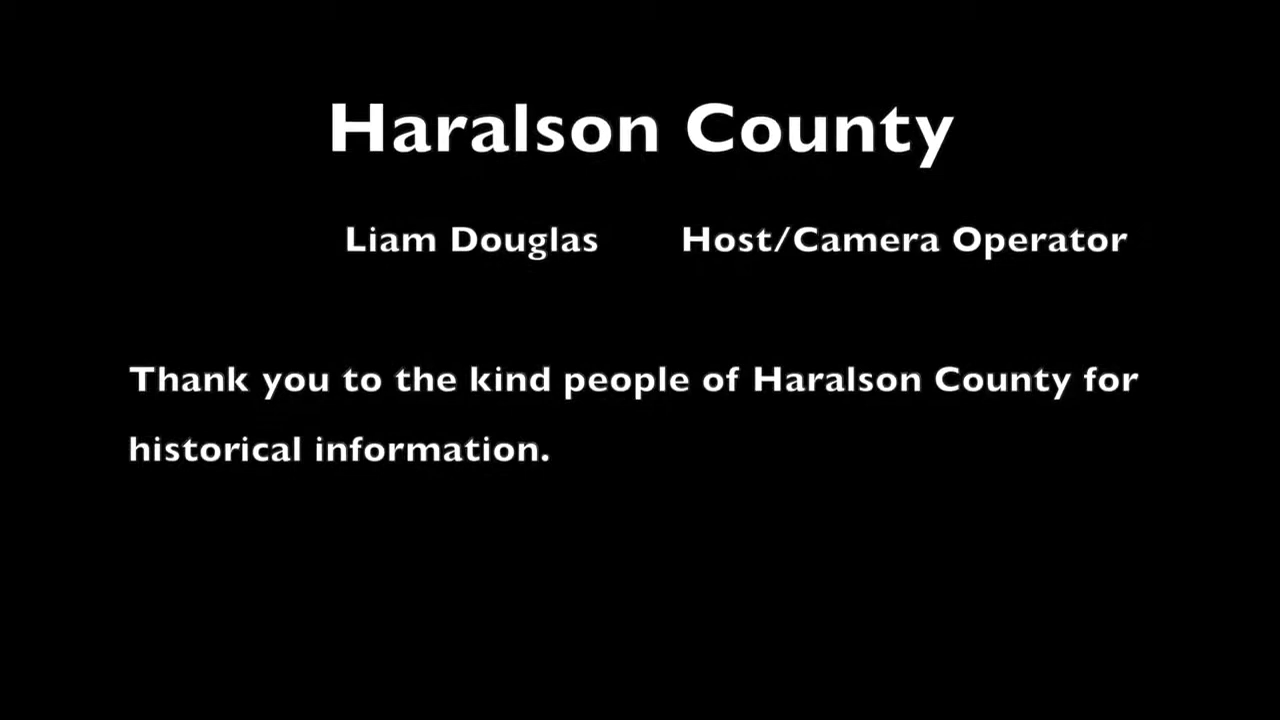 Haralson County
Liam Douglas Host/Camera Operator
Thank you to the kind people of Haralson County for
historical information.